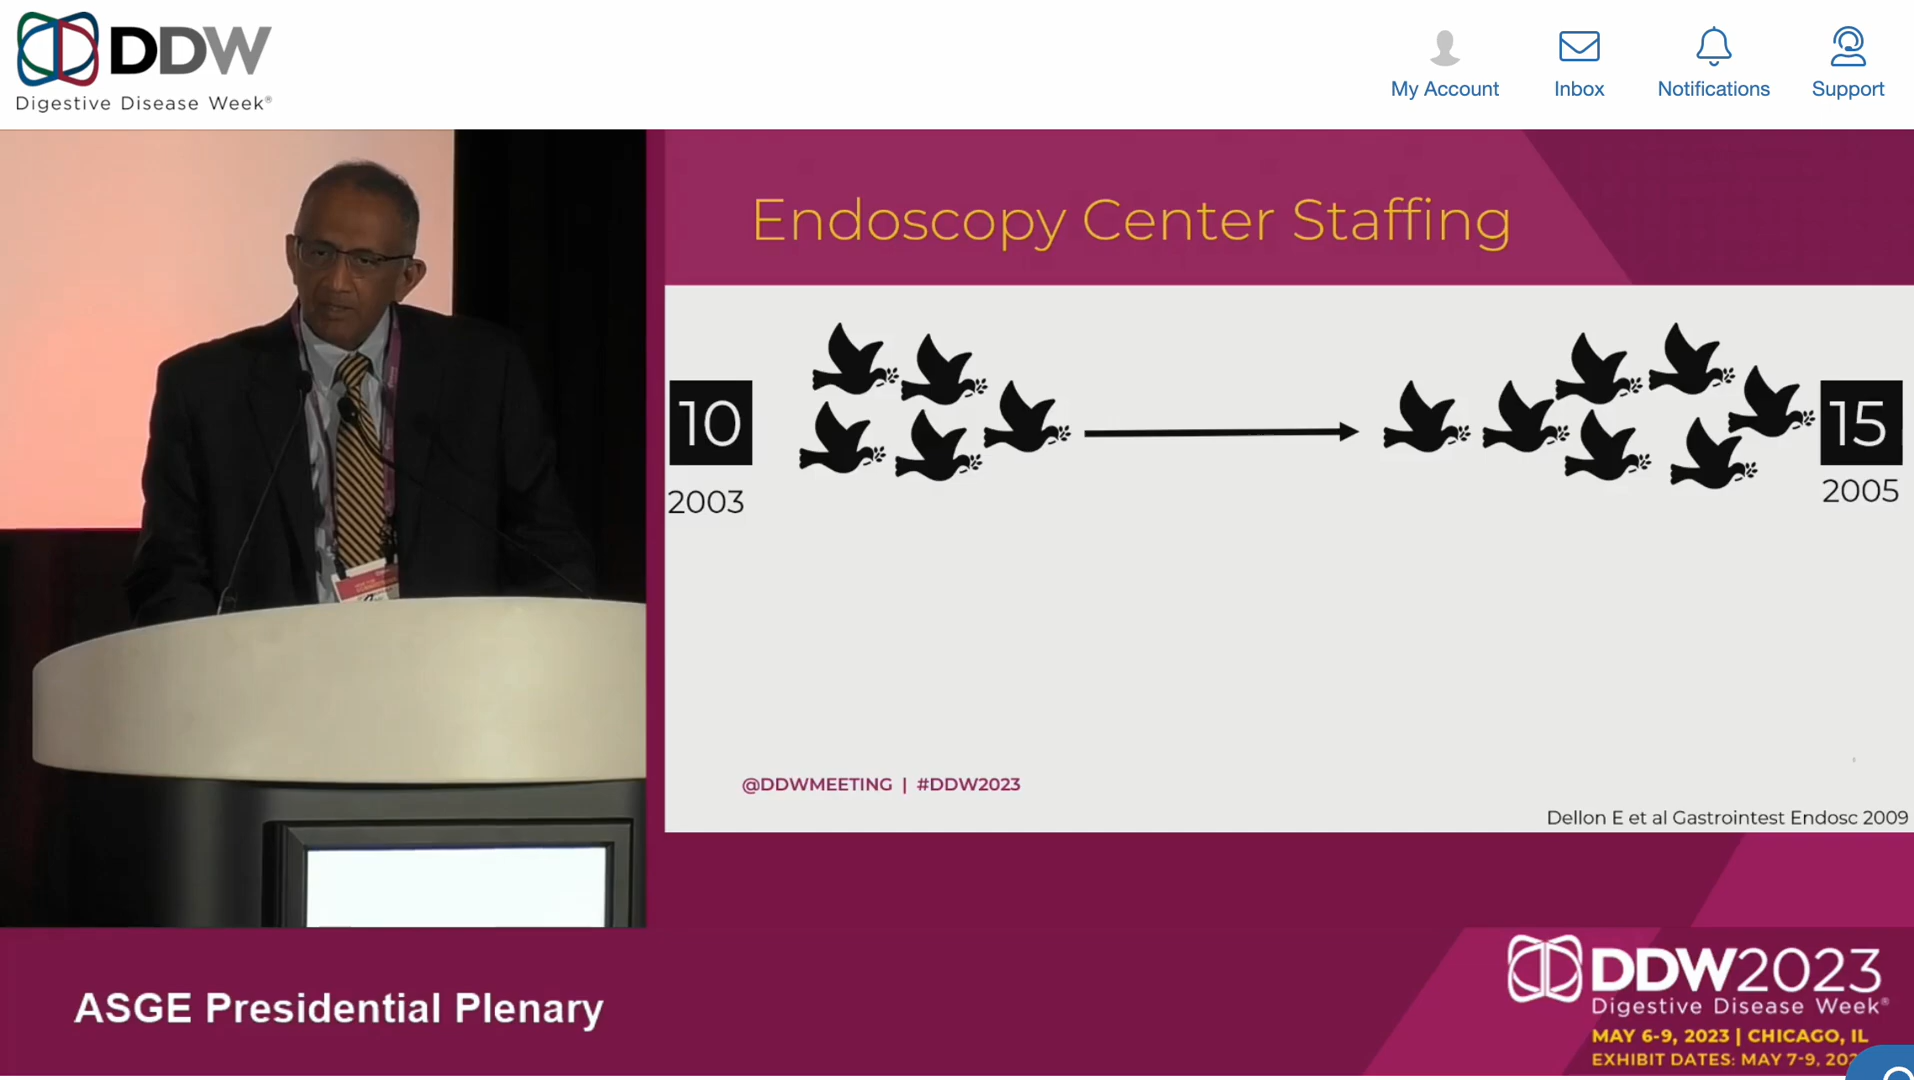 DDW
Digestive Disease Week®
My Account
Inbox
Notifications
Support
Endoscopy Center Staffing
10
2003
15
2005
@DDWMEETING | #DDW2023
Dellon E et al Gastrointest Endosc 2009
ASGE Presidential Plenary
DDW2023
Digestive Disease Week®
MAY 6-9, 2023 | CHICAGO, IL
EXHIBIT DATES: MAY 7-9, 202